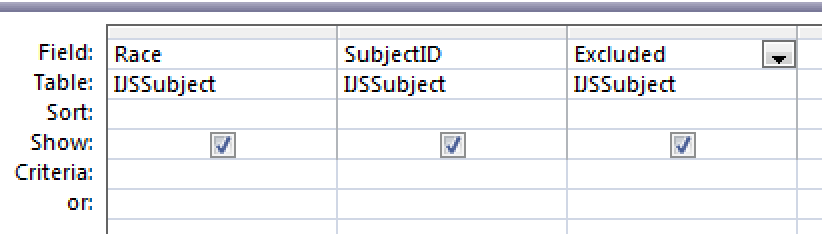 Field: Race SubjectID Excluded
Table: IJSSubject IJSSubject IJSSubject
Sort:
Show:
Criteria:
or: